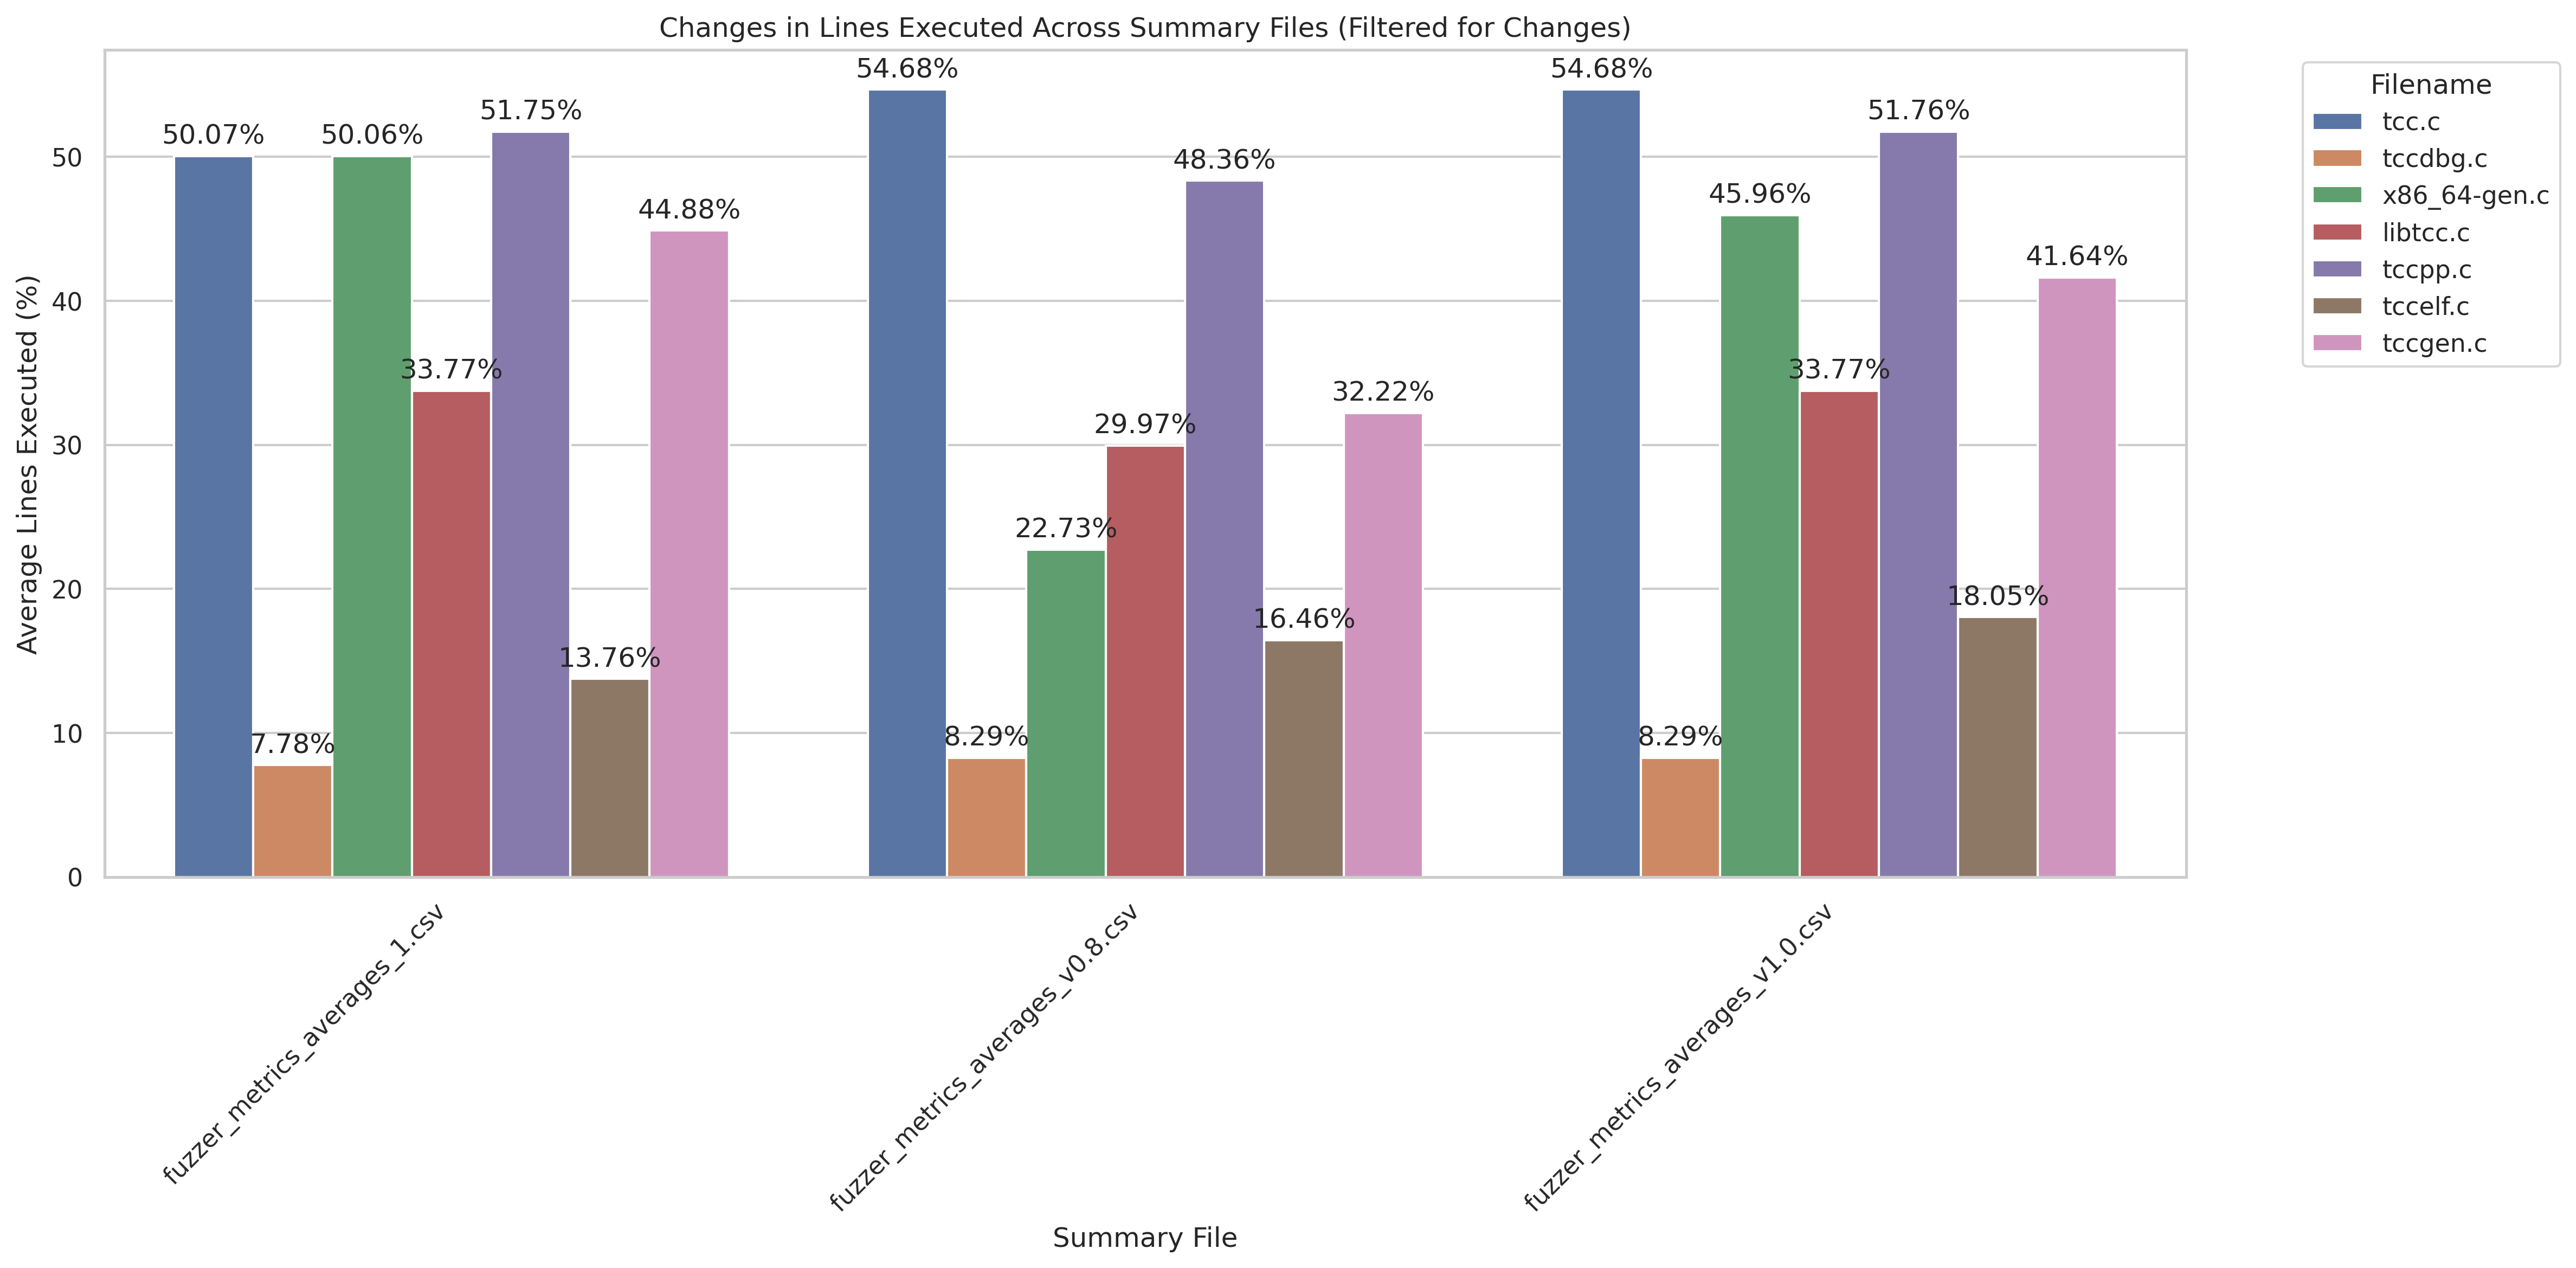 Changes in Lines Executed Across Summary Files (Filtered for Changes)
Average Lines Executed (%)
50
40
30
20
10
0
50.07%
7.78%
50.06%
33.77%
51.75%
13.76%
44.88%
54.68%
8.29%
22.73%
29.97%
48.36%
16.46%
32.22%
54.68%
8.29%
45.96%
33.77%
51.76%
18.05%
41.64%
fuzzer_metrics_averages_1.csv
fuzzer_metrics_averages_v0.8.csv
fuzzer_metrics_averages_v1.0.csv
Summary File
Filename
tcc.c
tccdbg.c
x86_64-gen.c
libtcc.c
tccpp.c
tccelf.c
tccgen.c